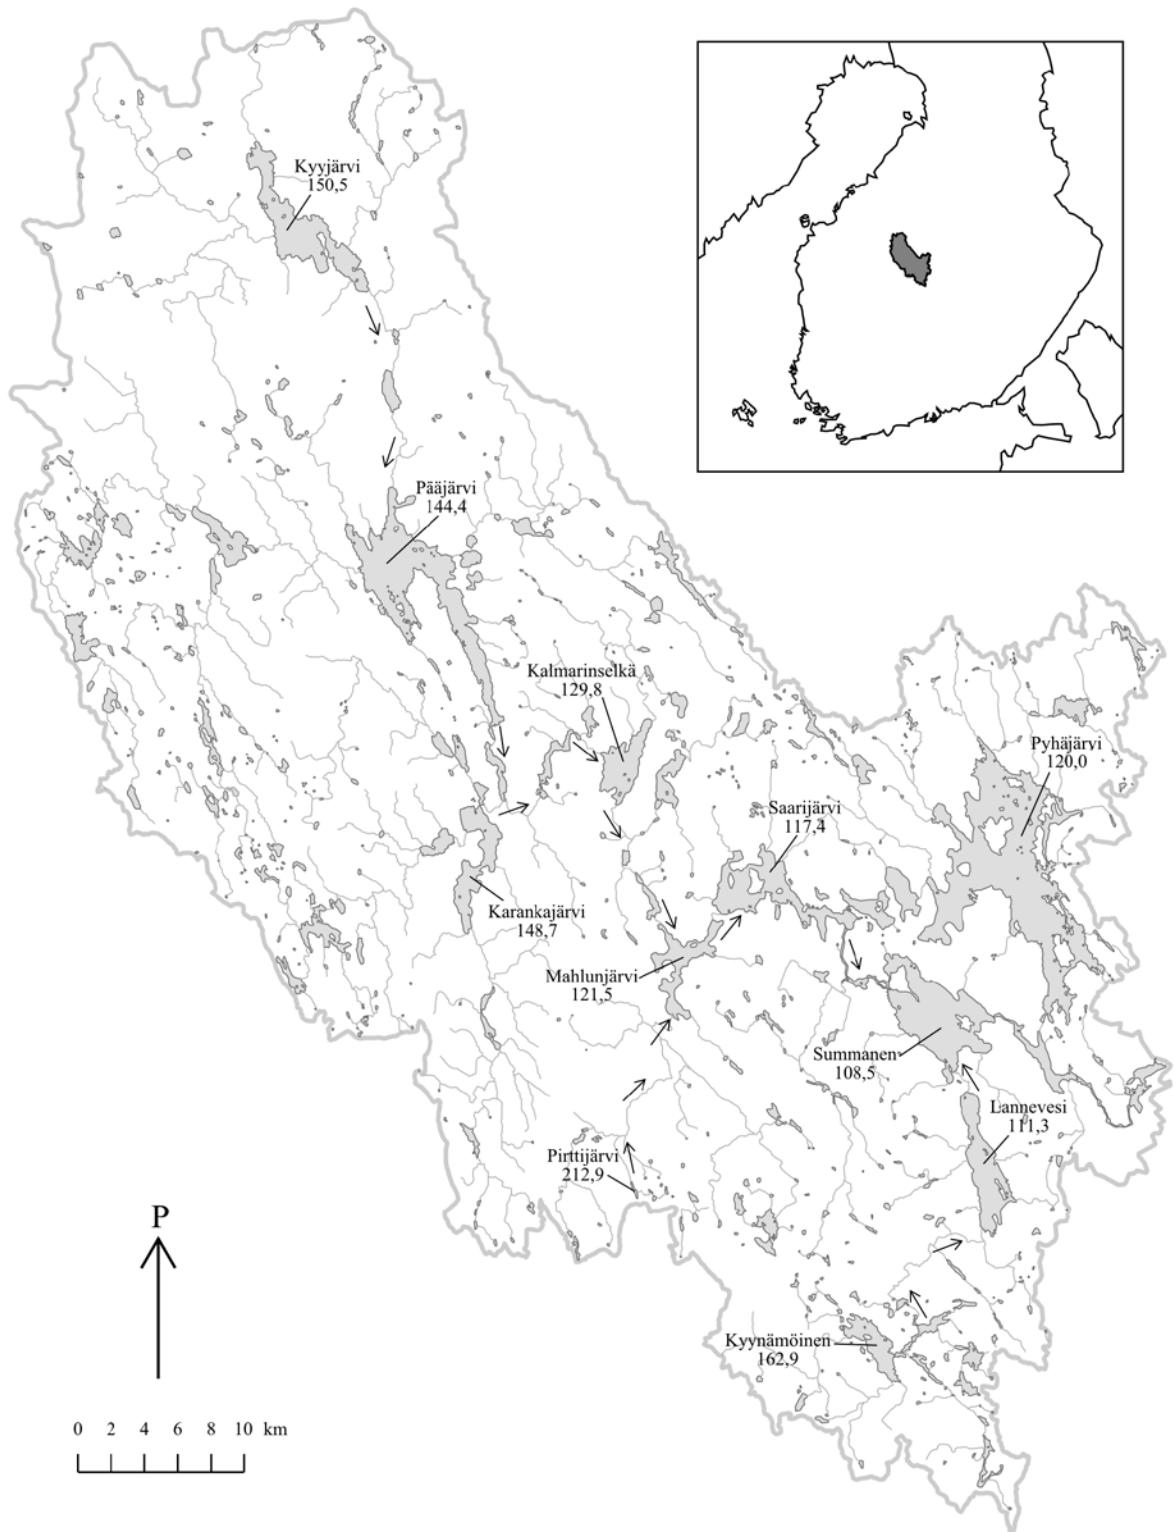 Kyyjärvi
150,5
Pääjärvi
144,4
Kalmarinselkä
129,8
Pyhäjärvi
120,0
Saarijärvi
117,4
Karankajärvi
148,7
Mahlunjärvi
121,5
Summanen
108,5
Lannevesi
111,3
Pirttijärvi
212,9
P
Kyynämöinen
162,9
0 2 4 6 8 10 km